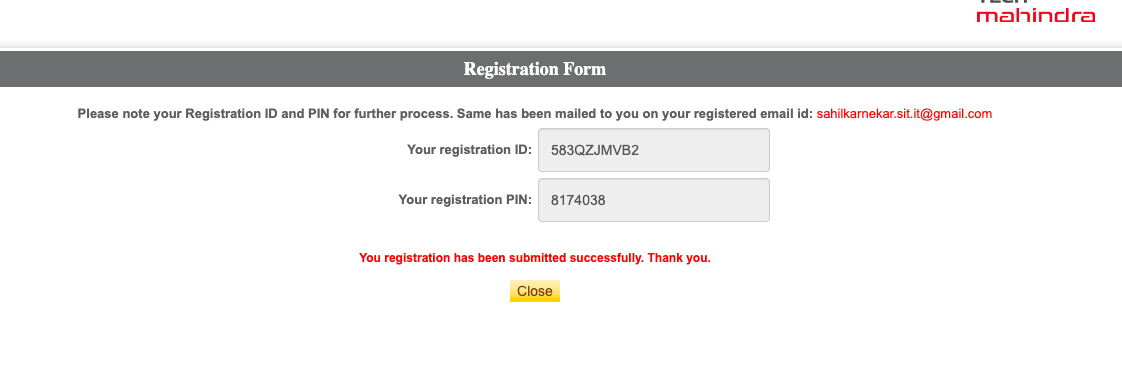 TECH
mahindra
Registration Form
Please note your Registration ID and PIN for further process. Same has been mailed to you on your registered email id: sahilkarnekar.sit.it@gmail.com
Your registration ID: 583QZJMVB2
Your registration PIN: 8174038
You registration has been submitted successfully. Thank you.
Close